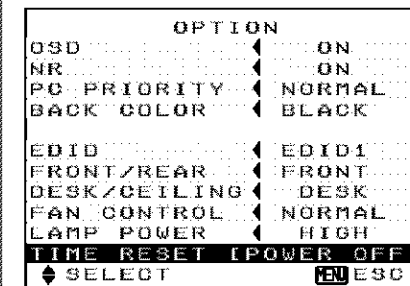 OPTION
OSD ON
NR ON
PC PRIORITY NORMAL
BACK COLOR BLACK
EDID EDID1
FRONT/REAR FRONT
DESK/CEILING DESK
FAN CONTROL NORMAL
LAMP POWER HIGH
TIME RESET [POWER OFF
SELECT MENU ESC